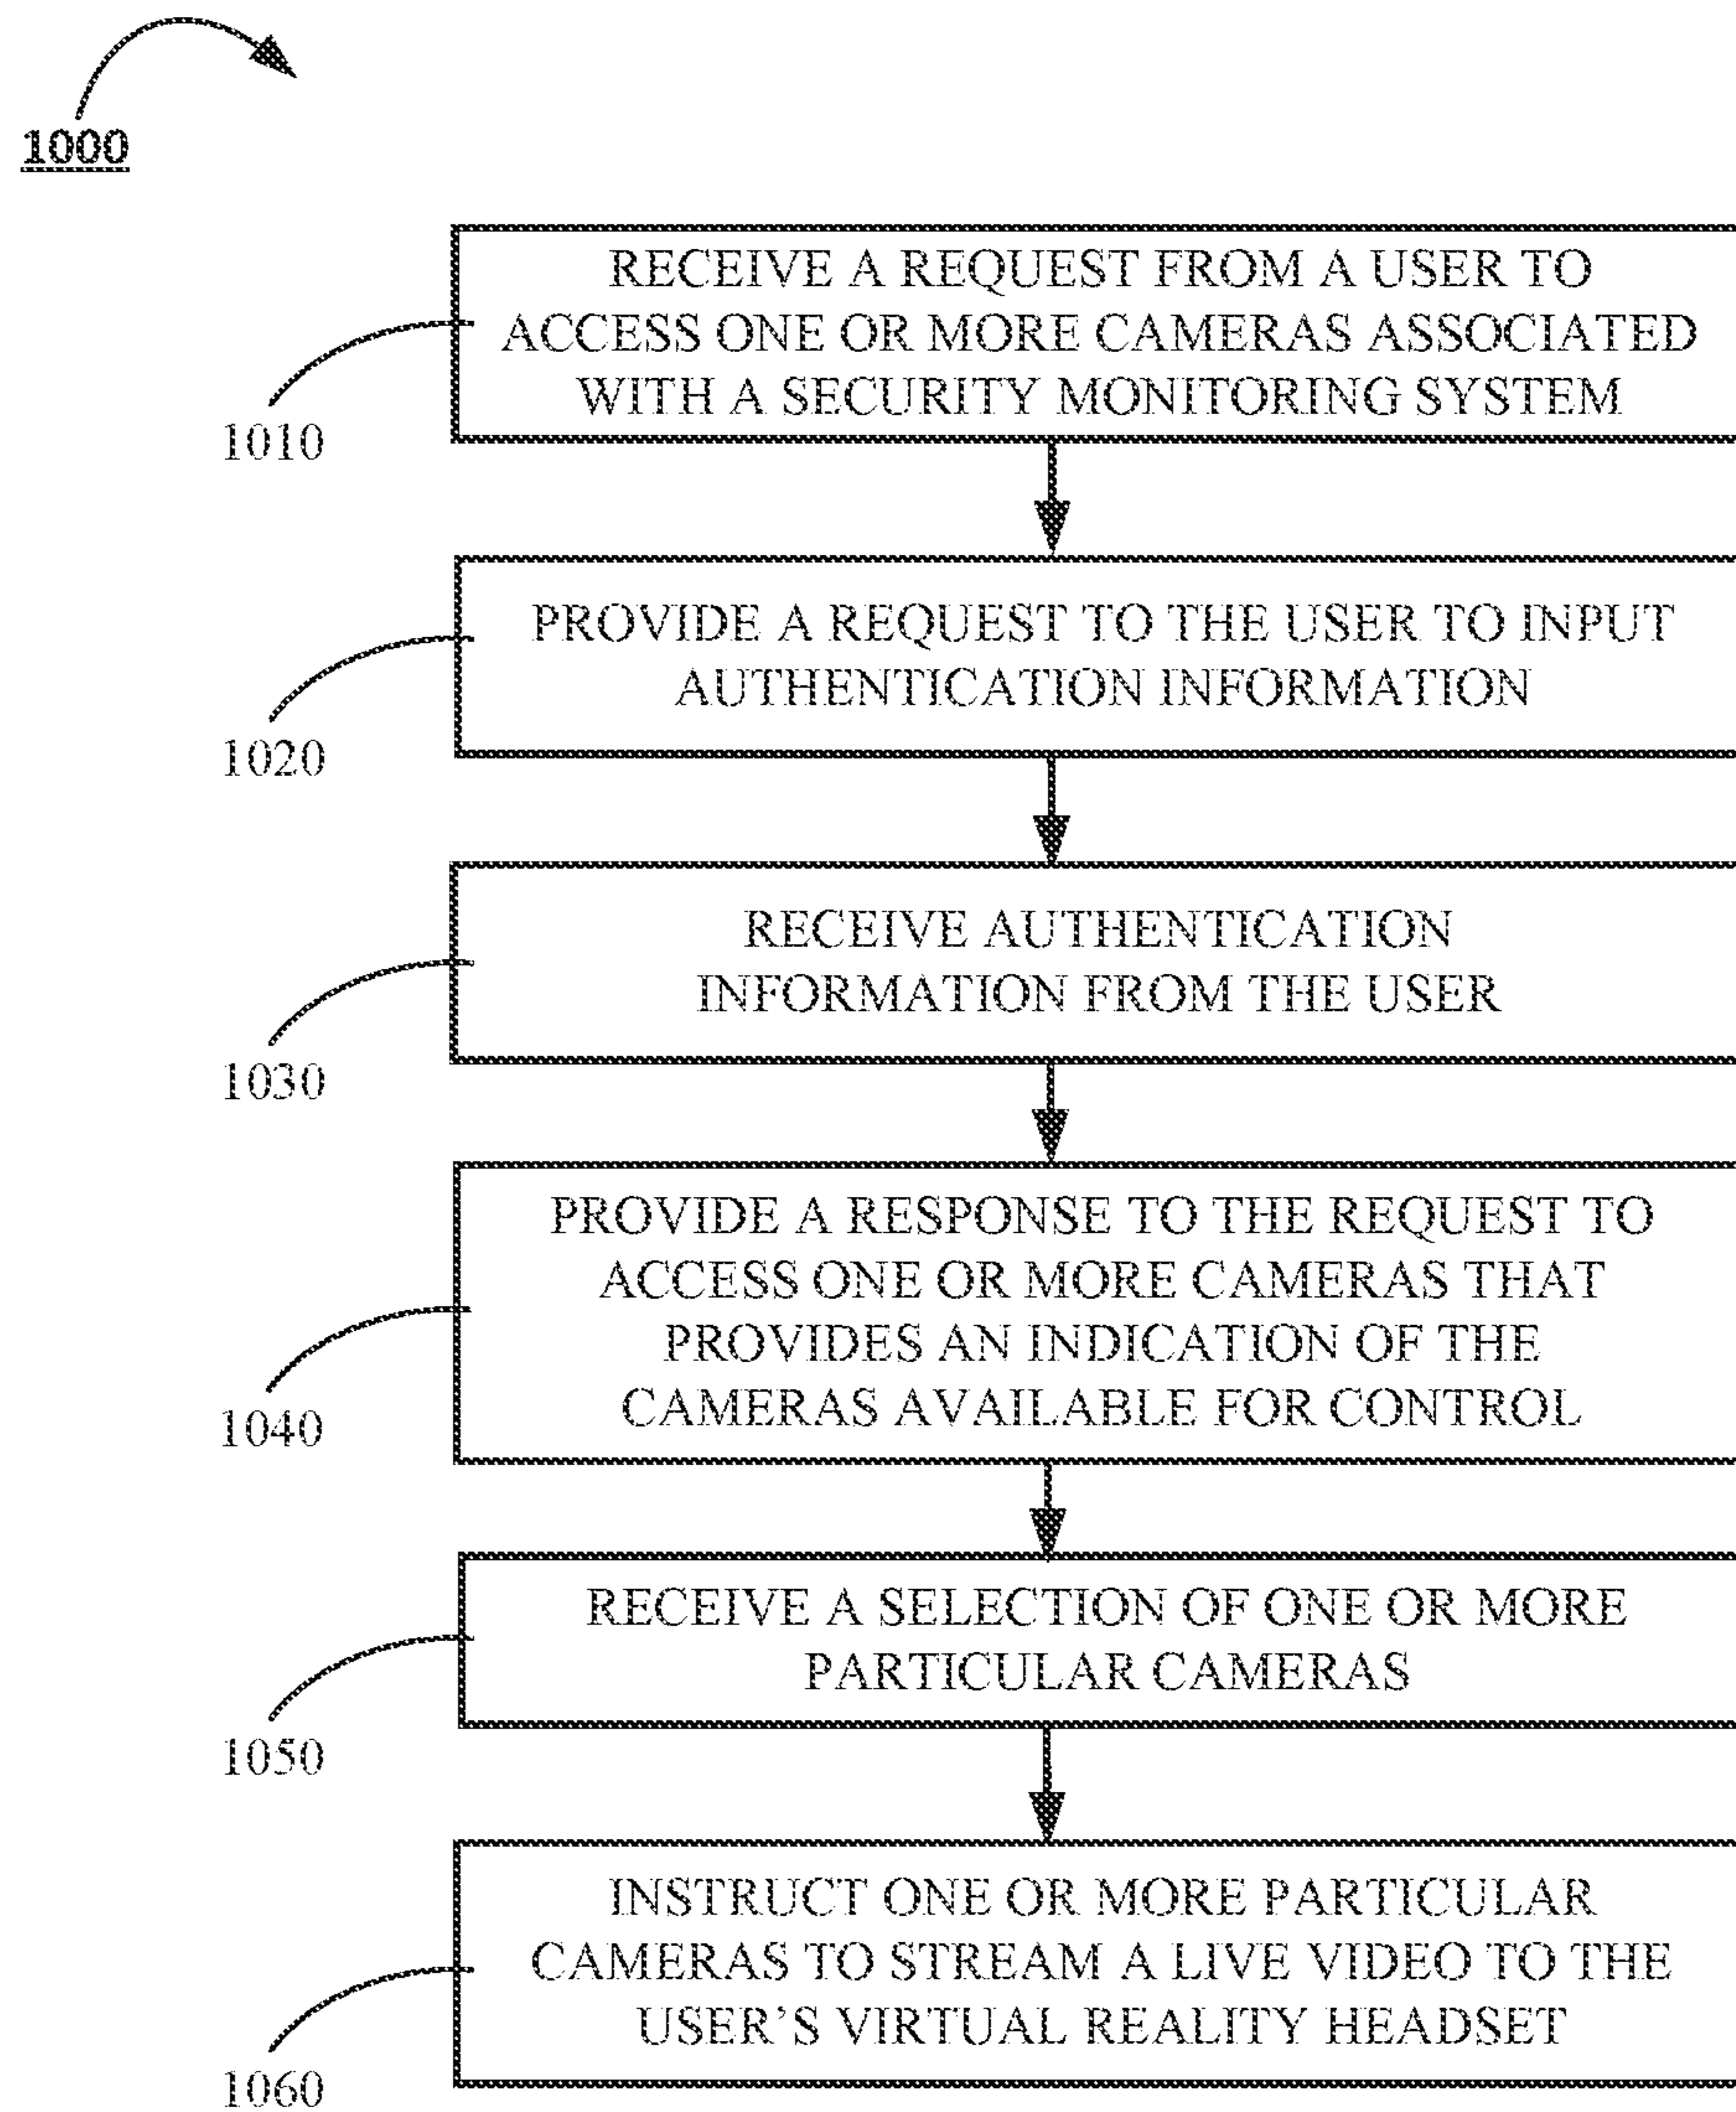 1000
RECEIVE A REQUEST FROM A USER TO
ACCESS ONE OR MORE CAMERAS ASSOCIATED
WITH A SECURITY MONITORING SYSTEM
1010
PROVIDE A REQUEST TO THE USER TO INPUT
AUTHENTICATION INFORMATION
1020
RECEIVE AUTHENTICATION
INFORMATION FROM THE USER
1030
PROVIDE A RESPONSE TO THE REQUEST TO
ACCESS ONE OR MORE CAMERAS THAT
PROVIDES AN INDICATION OF THE
CAMERAS AVAILABLE FOR CONTROL
1040
RECEIVE A SELECTION OF ONE OR MORE
PARTICULAR CAMERAS
1050
INSTRUCT ONE OR MORE PARTICULAR
CAMERAS TO STREAM A LIVE VIDEO TO THE
USER’S VIRTUAL REALITY HEADSET
1060